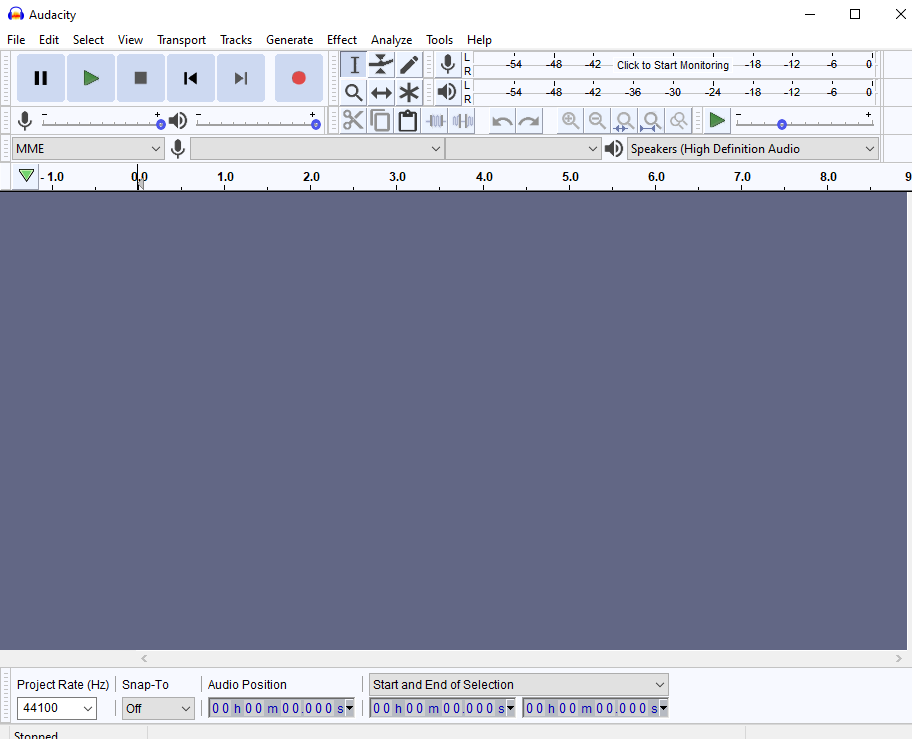 Audacity
File Edit Select View Transport Tracks Generate Effect Analyze Tools Help
L
R
-54 -48 -42 Click to Start Monitoring -18 -12 -6 0
L
R
-54 -48 -42 -36 -30 -24 -18 -12 -6 0
- + - + - +
MME Speakers (High Definition Audio
- 1.0 0.0 1.0 2.0 3.0 4.0 5.0 6.0 7.0 8.0 9
Project Rate (Hz) Snap-To Audio Position Start and End of Selection
44100 Off 00 h 00 m 00.000 s 00 h 00 m 00.000 s 00 h 00 m 00.000 s
Stopped